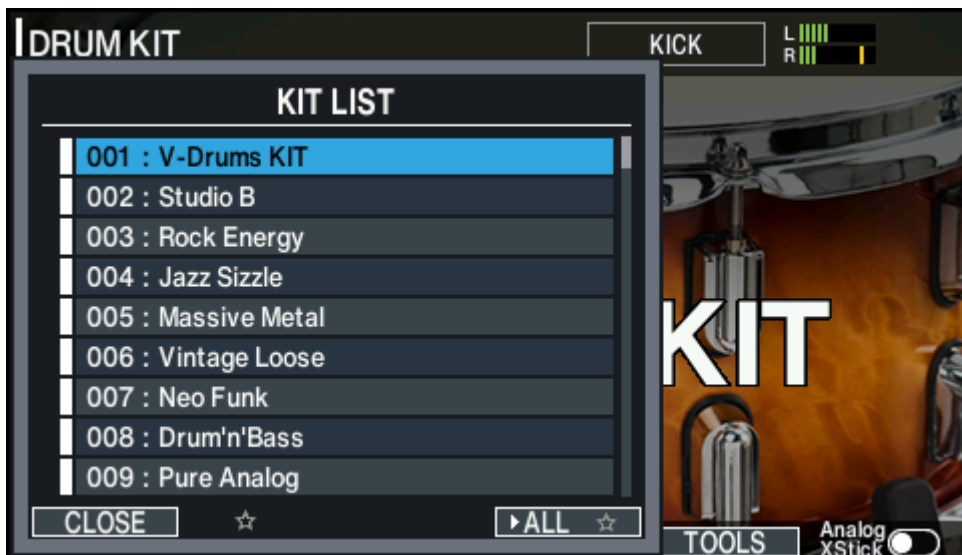 DRUM KIT
KICK
L
R
KIT LIST
001 : V-Drums KIT
002 : Studio B
003 : Rock Energy
004 : Jazz Sizzle
005 : Massive Metal
006 : Vintage Loose
007 : Neo Funk
008 : Drum'n'Bass
009 : Pure Analog
KIT
CLOSE ☆
▸ALL ☆
TOOLS
Analog
XStick